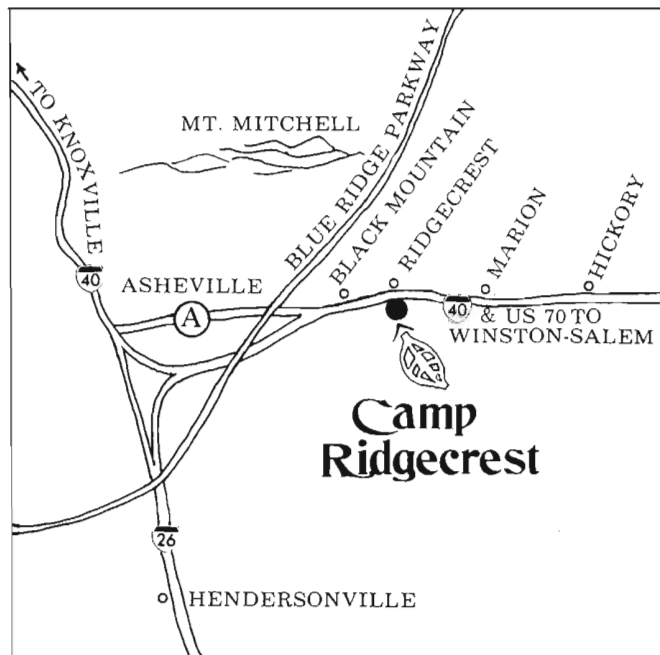 TO KNOXVILLE
MT. MITCHELL
BLUE RIDGE PARKWAY
BLACK MOUNTAIN
RIDGECREST
MARION
HICKORY
40
ASHEVILLE
A
40
& US 70 TO
WINSTON-SALEM
Camp
Ridgecrest
26
HENDERSONVILLE